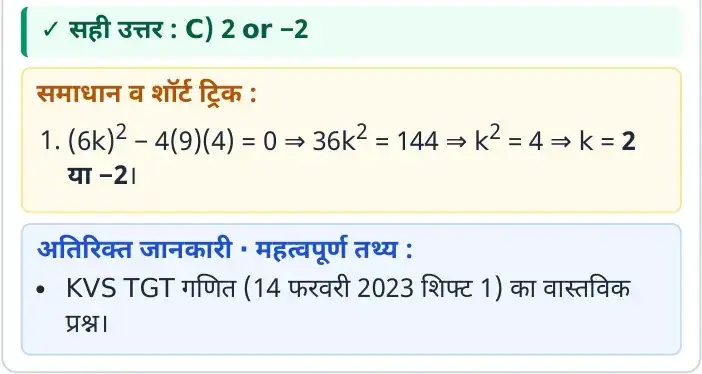 ✓ सही उत्तर : C) 2 or −2
समाधान व शॉर्ट ट्रिक :
1. (6k)² − 4(9)(4) = 0 ⇒ 36k² = 144 ⇒ k² = 4 ⇒ k = 2
या −2।
अतिरिक्त जानकारी · महत्वपूर्ण तथ्य :
• KVS TGT गणित (14 फरवरी 2023 शिफ्ट 1) का वास्तविक
प्रश्न।